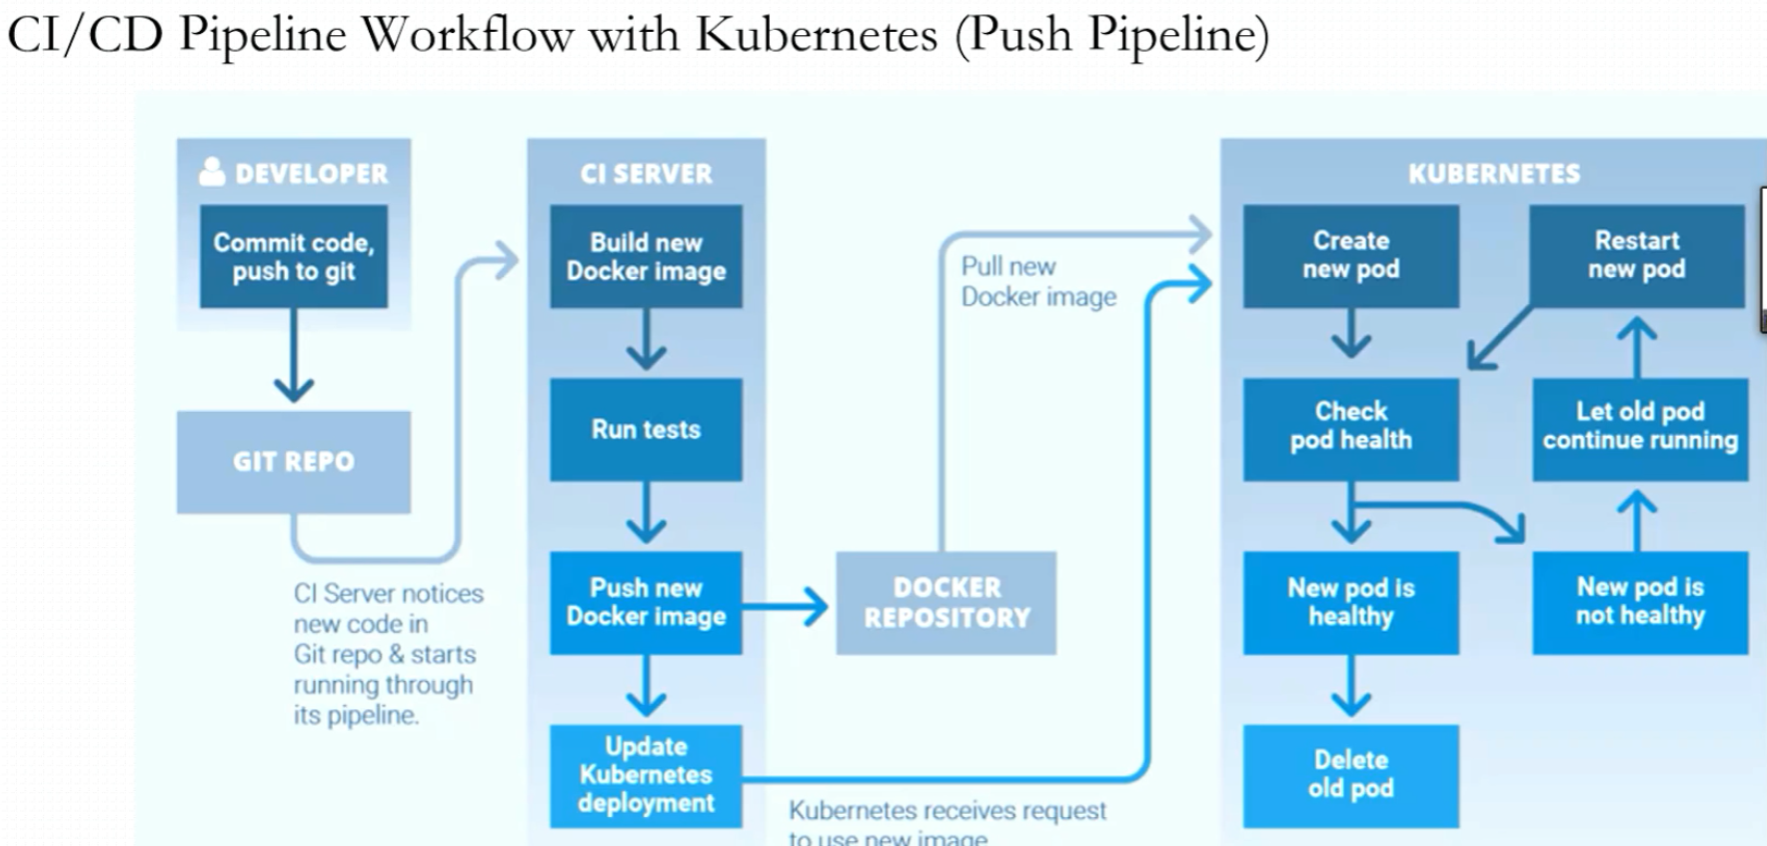 CI/CD Pipeline Workflow with Kubernetes (Push Pipeline)
DEVELOPER
Commit code,
push to git
GIT REPO
CI Server notices
new code in
Git repo & starts
running through
its pipeline.
CI SERVER
Build new
Docker image
Run tests
Push new
Docker image
Update
Kubernetes
deployment
DOCKER
REPOSITORY
Pull new
Docker image
Kubernetes receives request
to use new image
KUBERNETES
Create
new pod
Check
pod health
New pod is
healthy
Delete
old pod
Restart
new pod
Let old pod
continue running
New pod is
not healthy